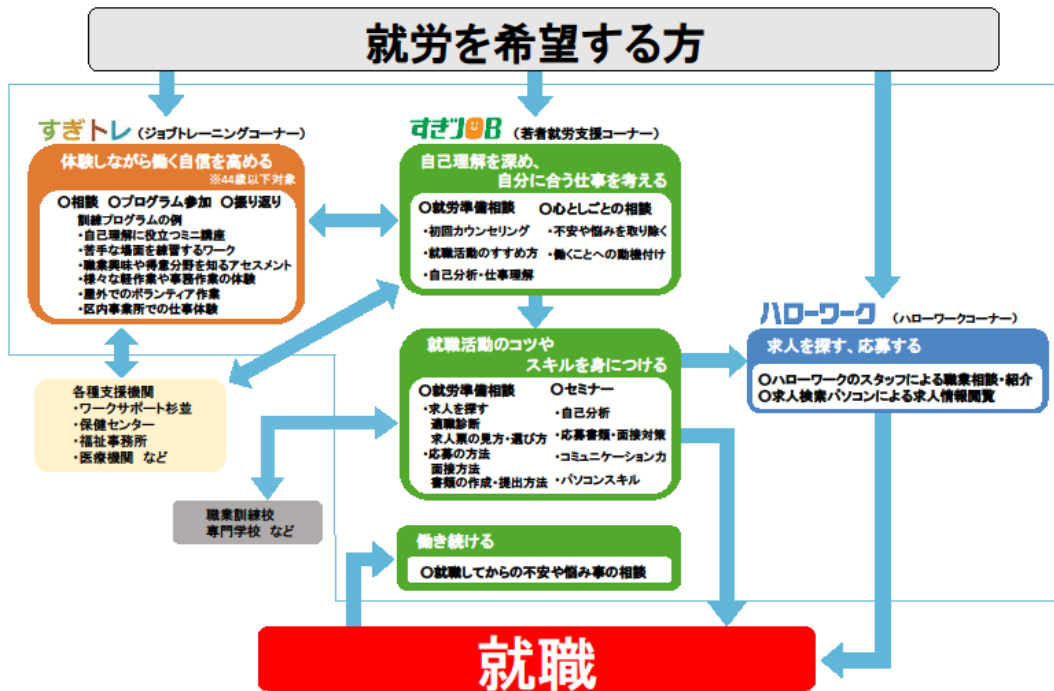 就労を希望する方
すぎトレ (ジョブトレーニングコーナー)
体験しながら働く自信を高める
※44歳以下対象
○相談 ○プログラム参加 ○振り返り
訓練プログラムの例
・自己理解に役立つミニ講座
・苦手な場面を練習するワーク
・職業興味や得意分野を知るアセスメント
・様々な軽作業や事務作業の体験
・屋外でのボランティア作業
・区内事業所での仕事体験
すぎJOB (若者就労支援コーナー)
自己理解を深め、
自分に合う仕事を考える
○就労準備相談
・初回カウンセリング
・就職活動のすすめ方
・自己分析・仕事理解
○心としごとの相談
・不安や悩みを取り除く
・働くことへの動機付け
就職活動のコツや
スキルを身につける
○就労準備相談
・求人を探す
適職診断
求人票の見方・選び方
・応募の方法
面接方法
書類の作成・提出方法
○セミナー
・自己分析
・応募書類・面接対策
・コミュニケーション力
・パソコンスキル
ハローワーク (ハローワークコーナー)
求人を探す、応募する
○ハローワークのスタッフによる職業相談・紹介
○求人検索パソコンによる求人情報閲覧
各種支援機関
・ワークサポート杉並
・保健センター
・福祉事務所
・医療機関 など
職業訓練校
専門学校 など
働き続ける
○就職してからの不安や悩み事の相談
就職